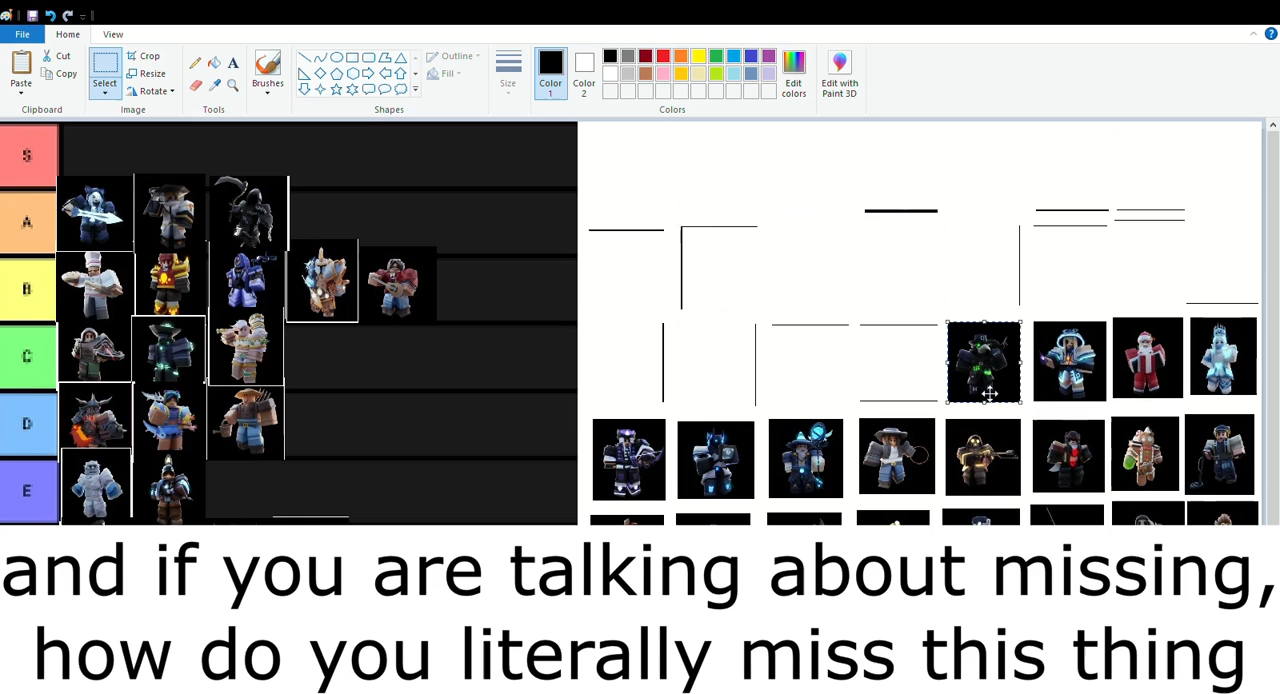 File
Home
View
Paste
Cut
Copy
Clipboard
Select
Crop
Resize
Rotate
Image
A
Tools
Brushes
Shapes
Outline
Fill
Size
Color
1
Color
2
Edit
colors
Colors
Edit with
Paint 3D
S
A
B
C
D
E
and if you are talking about missing,
how do you literally miss this thing